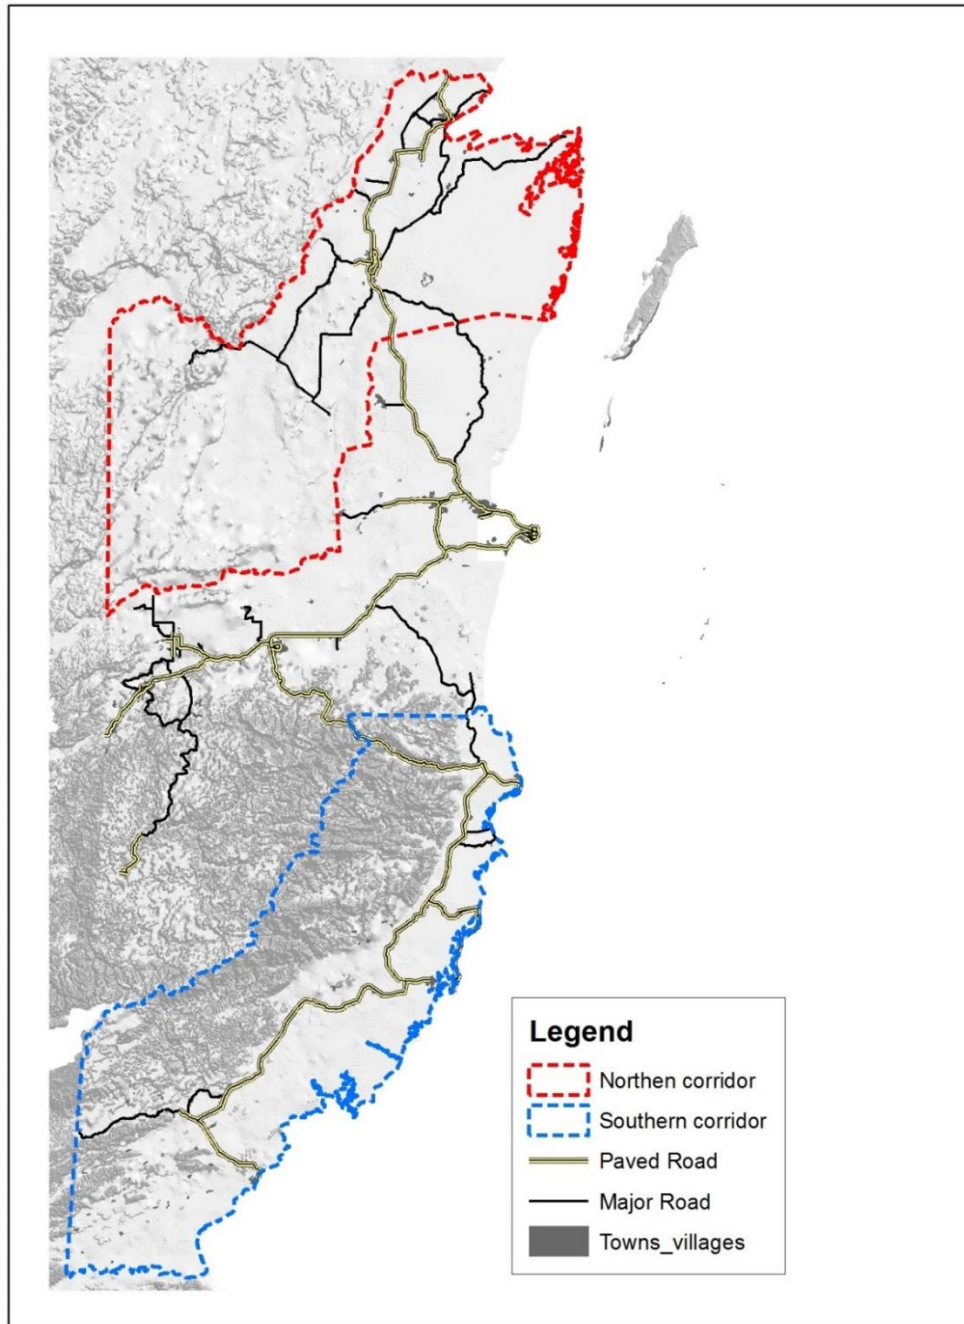 Legend
Northen corridor
Southern corridor
Paved Road
Major Road
Towns_villages